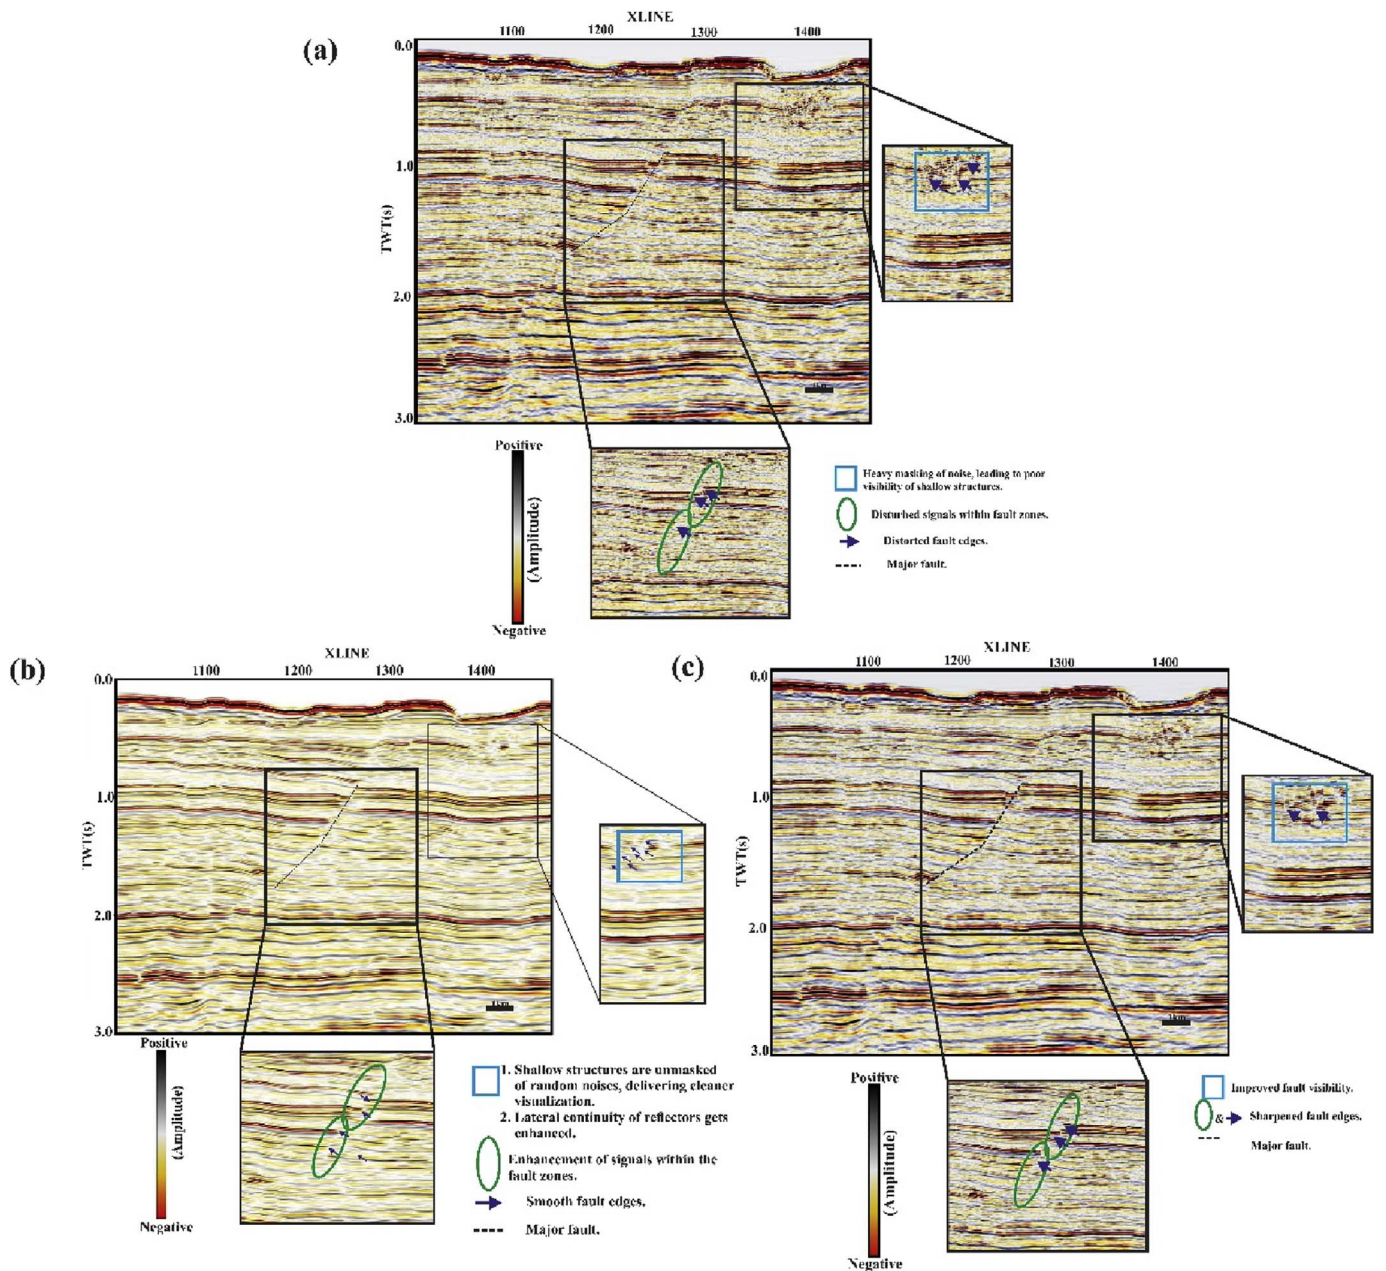 XLINE
1100 1200 1300 1400
(a)
0.0
1.0
TWT(s)
2.0
1km
3.0
Positive
(Amplitude)
Negative
Heavy masking of noise, leading to poor
visibility of shallow structures.
Disturbed signals within fault zones.
Distorted fault edges.
Major fault.
(b)
XLINE
1100 1200 1300 1400
0.0
1.0
TWT(s)
2.0
1km
3.0
Positive
(Amplitude)
Negative
1. Shallow structures are unmasked
of random noises, delivering cleaner
visualization.
2. Lateral continuity of reflectors gets
enhanced.
Enhancement of signals within the
fault zones.
Smooth fault edges.
Major fault.
(c)
XLINE
1100 1200 1300 1400
0.0
1.0
TWT(s)
2.0
1km
3.0
Positive
(Amplitude)
Negative
Improved fault visibility.
& Sharpened fault edges.
Major fault.